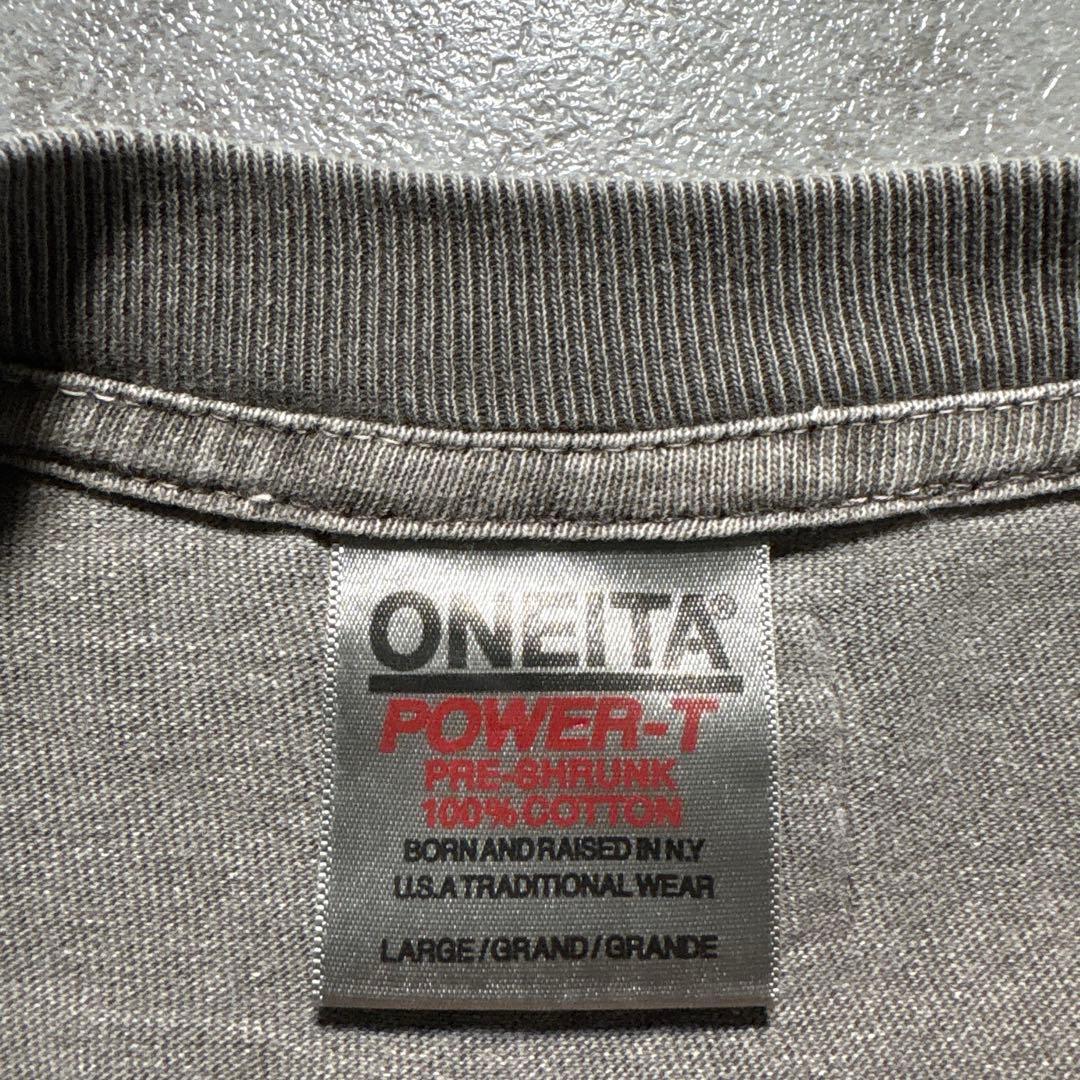 ONEITA®
POWER-T
PRE-SHRUNK
100% COTTON
BORN AND RAISED IN N.Y
U.S.A TRADITIONAL WEAR
LARGE/GRAND/GRANDE